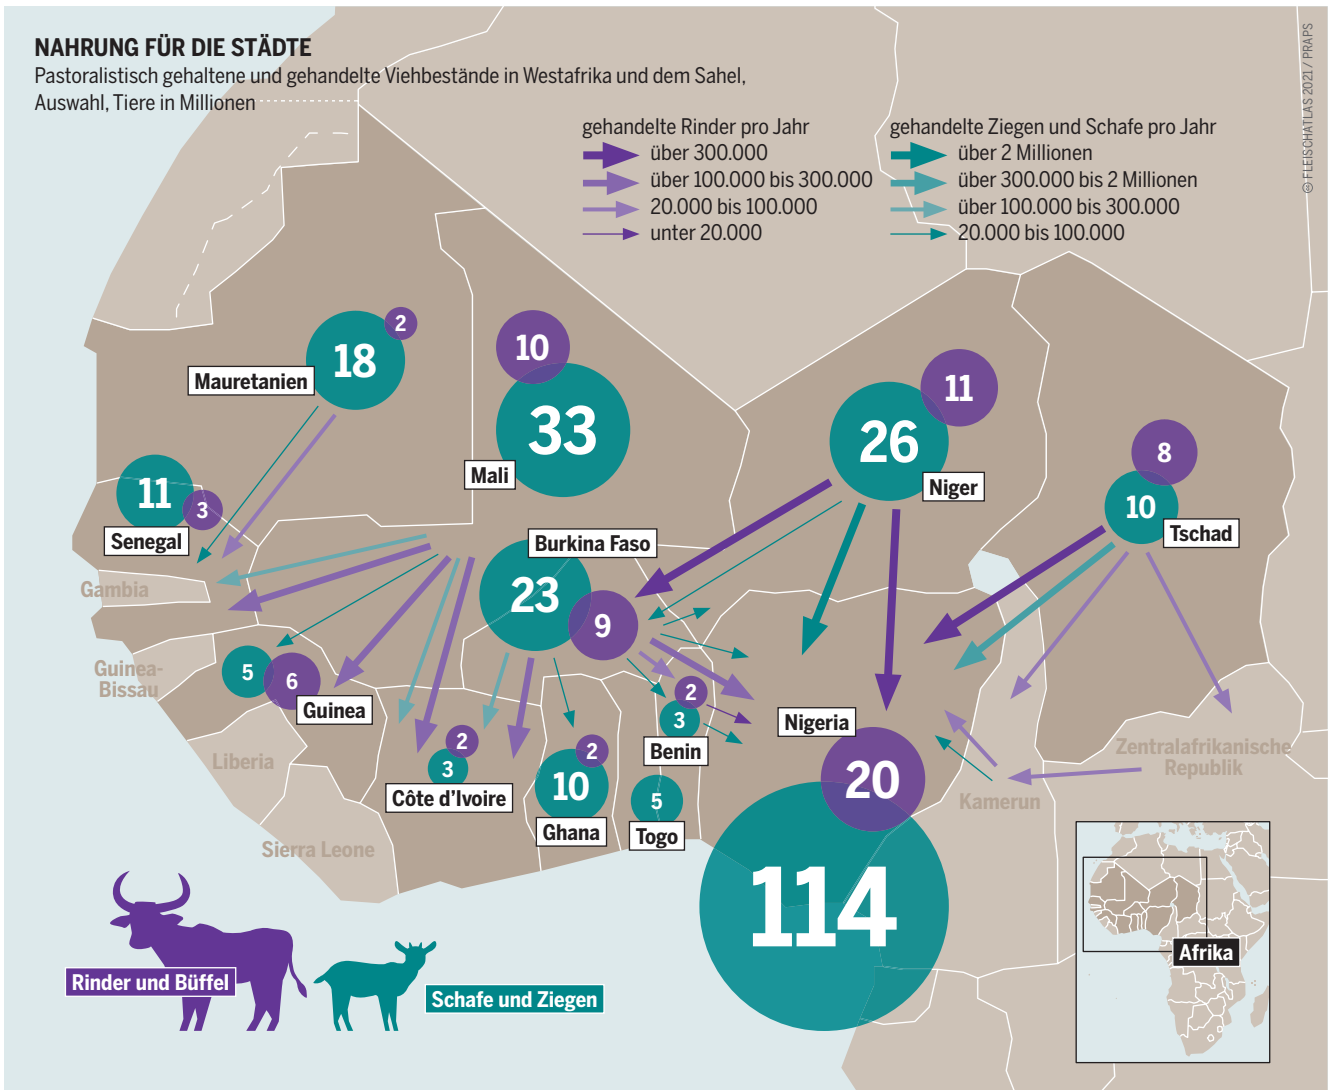 NAHRUNG FÜR DIE STÄDTE
Pastoralistisch gehaltene und gehandelte Viehbestände in Westafrika und dem Sahel,
Auswahl, Tiere in Millionen
gehandelte Rinder pro Jahr
über 300.000
über 100.000 bis 300.000
20.000 bis 100.000
unter 20.000
gehandelte Ziegen und Schafe pro Jahr
über 2 Millionen
über 300.000 bis 2 Millionen
über 100.000 bis 300.000
20.000 bis 100.000
© FLEISCHATLAS 2021 / PRAPS
2
18
Mauretanien
10
33
Mali
11
26
Niger
8
10
Tschad
11
3
Senegal
Gambia
Burkina Faso
23
9
Guinea-
Bissau
5
6
Guinea
Liberia
Sierra Leone
2
3
Côte d'Ivoire
2
10
Ghana
5
Togo
2
3
Benin
Nigeria
20
114
Zentralafrikanische
Republik
Kamerun
Rinder und Büffel
Schafe und Ziegen
Afrika